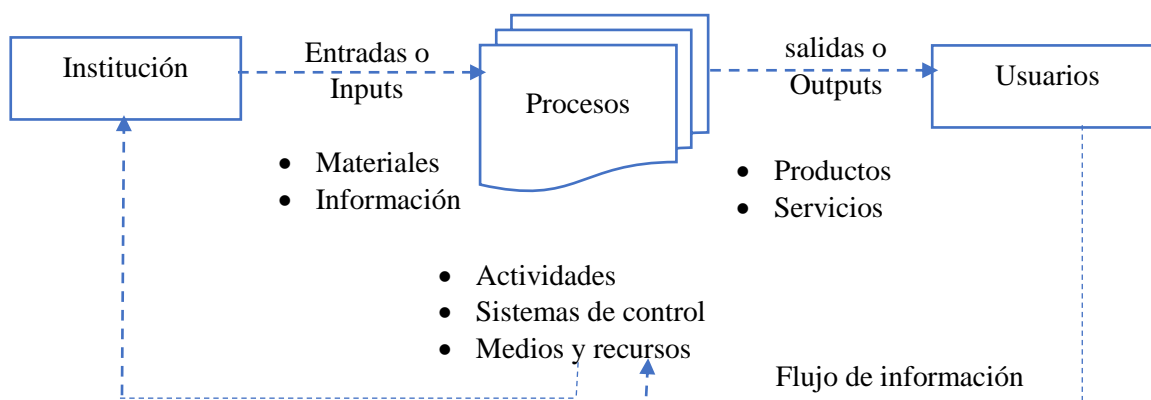 Institución
Entradas o
Inputs
Procesos
salidas o
Outputs
Usuarios
• Materiales
• Información
• Productos
• Servicios
• Actividades
• Sistemas de control
• Medios y recursos
Flujo de información